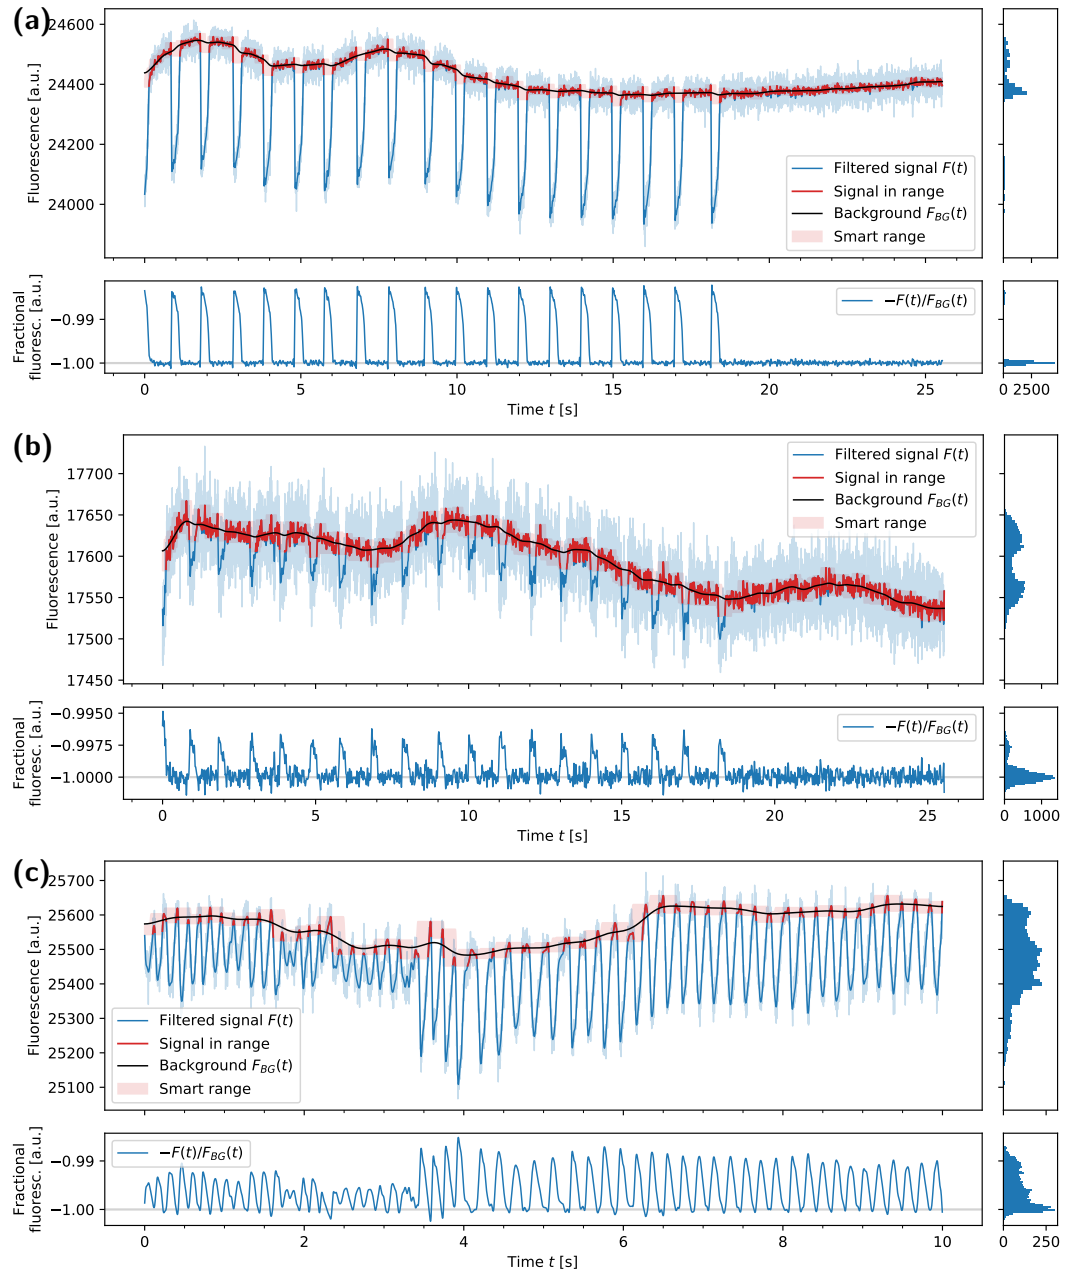 (a)
24600
24400
24200
24000
Fluorescence [a.u.]
Filtered signal F(t)
Signal in range
Background F_BG(t)
Smart range
−0.99
−1.00
Fractional
fluoresc. [a.u.]
−F(t)/F_BG(t)
0 5 10 15 20 25
0 2500
Time t [s]
(b)
17700
17650
17600
17550
17500
17450
Fluorescence [a.u.]
Filtered signal F(t)
Signal in range
Background F_BG(t)
Smart range
−0.9950
−0.9975
−1.0000
Fractional
fluoresc. [a.u.]
−F(t)/F_BG(t)
0 5 10 15 20 25
0 1000
Time t [s]
(c)
25700
25600
25500
25400
25300
25200
25100
Fluorescence [a.u.]
Filtered signal F(t)
Signal in range
Background F_BG(t)
Smart range
−0.99
−1.00
Fractional
fluoresc. [a.u.]
−F(t)/F_BG(t)
0 2 4 6 8 10
0 250
Time t [s]